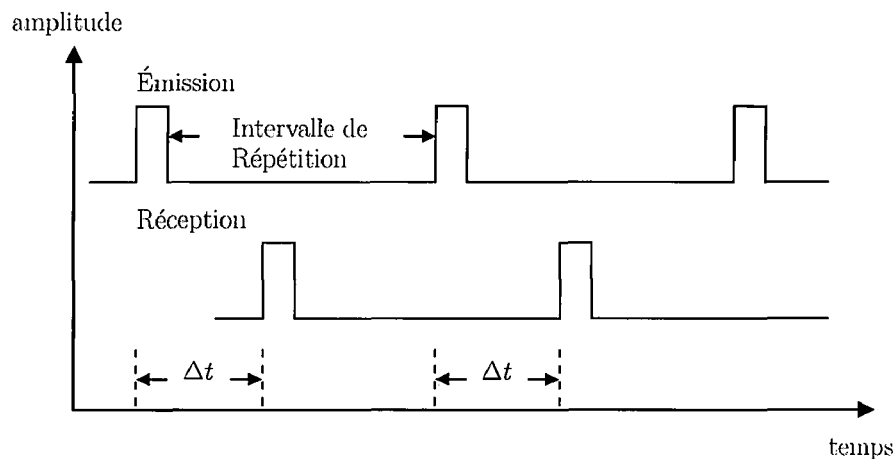 amplitude
Émission
Intervalle de
Répétition
Réception
Δt
Δt
temps